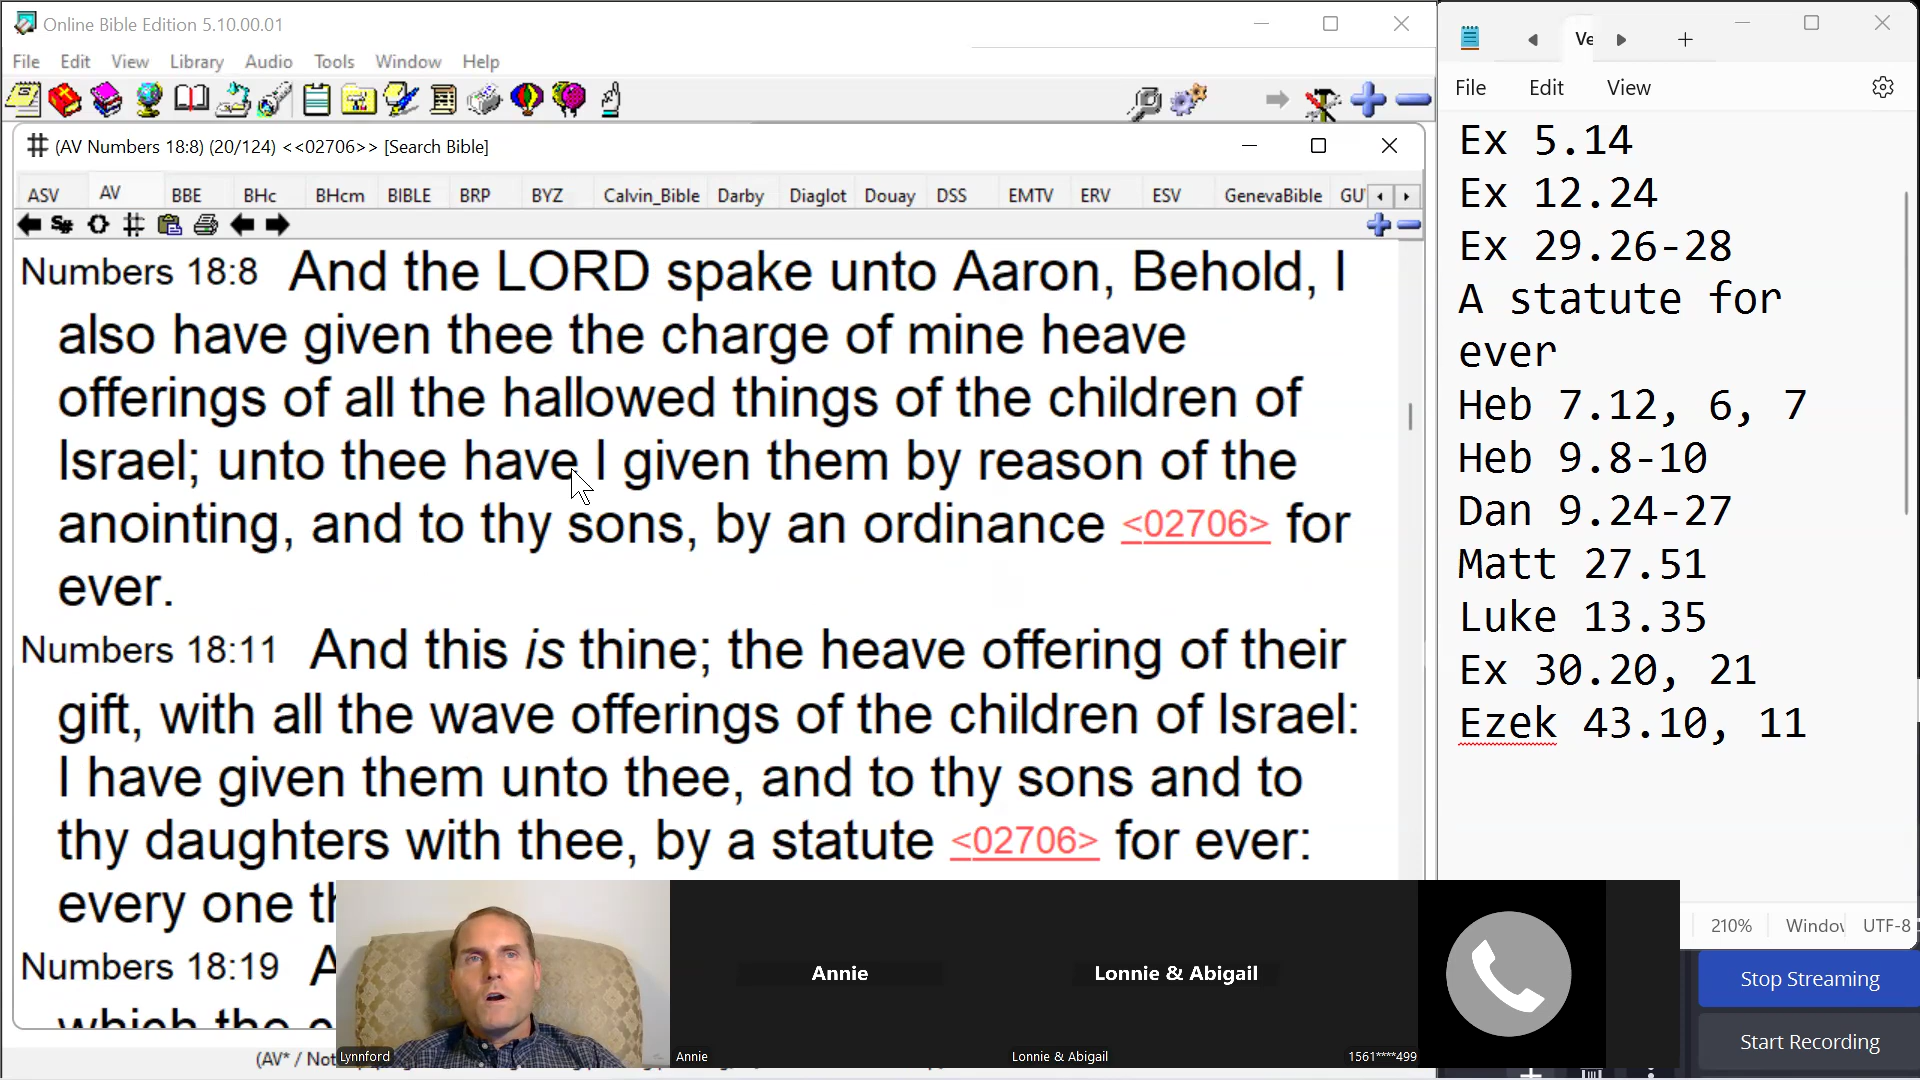 Online Bible Edition 5.10.00.01
File Edit View Library Audio Tools Window Help
(AV Numbers 18:8) (20/124) <<02706>> [Search Bible]
ASV AV BBE BHc BHcm BIBLE BRP BYZ Calvin_Bible Darby Diaglot Douay DSS EMTV ERV ESV GenevaBible
Numbers 18:8 And the LORD spake unto Aaron, Behold, I
also have given thee the charge of mine heave
offerings of all the hallowed things of the children of
Israel; unto thee have I given them by reason of the
anointing, and to thy sons, by an ordinance <02706> for
ever.
Numbers 18:11 And this is thine; the heave offering of their
gift, with all the wave offerings of the children of Israel:
I have given them unto thee, and to thy sons and to
thy daughters with thee, by a statute <02706> for ever:
every one
Numbers 18:19
which the
(AV* / Not
File Edit View
Ex 5.14
Ex 12.24
Ex 29.26-28
A statute for
ever
Heb 7.12, 6, 7
Heb 9.8-10
Dan 9.24-27
Matt 27.51
Luke 13.35
Ex 30.20, 21
Ezek 43.10, 11
210% UTF-8
Annie
Lonnie & Abigail
Lynnford
Annie
Lonnie & Abigail
1561****499
Stop Streaming
Start Recording